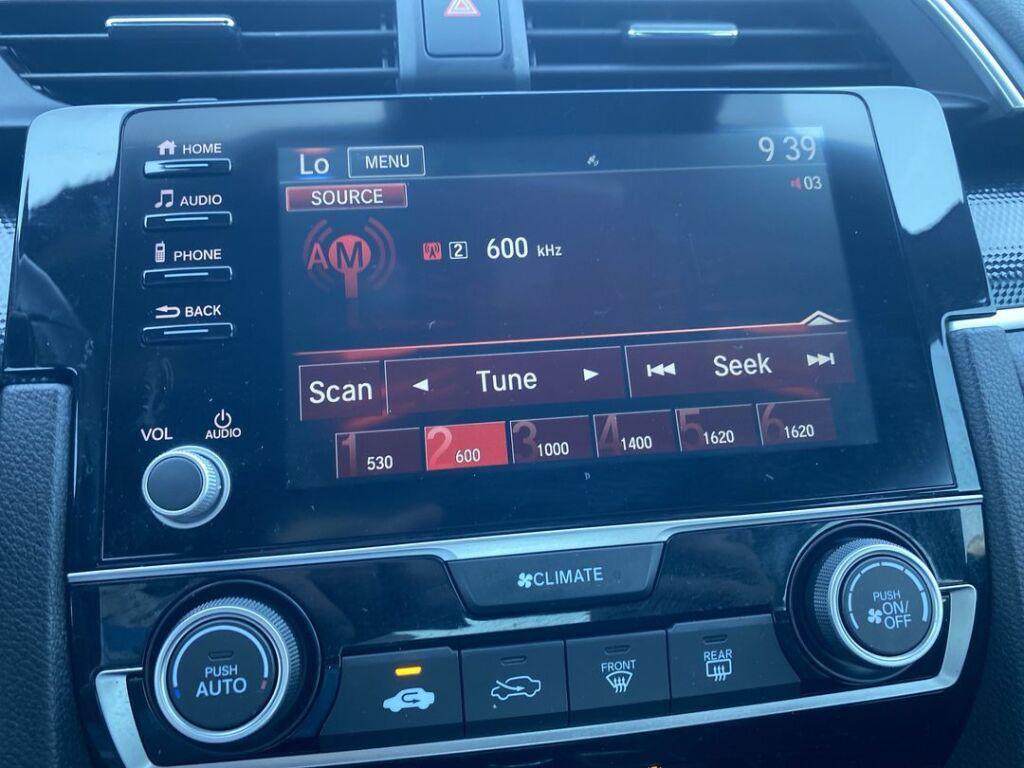 HOME
Lo MENU 9 39
AUDIO
SOURCE 03
AM 2 600 kHz
PHONE
BACK
Scan Tune Seek
1 530 2 600 3 1000 4 1400 5 1620 6 1620
VOL AUDIO
CLIMATE
PUSH
AUTO
FRONT
REAR
PUSH
ON/
OFF